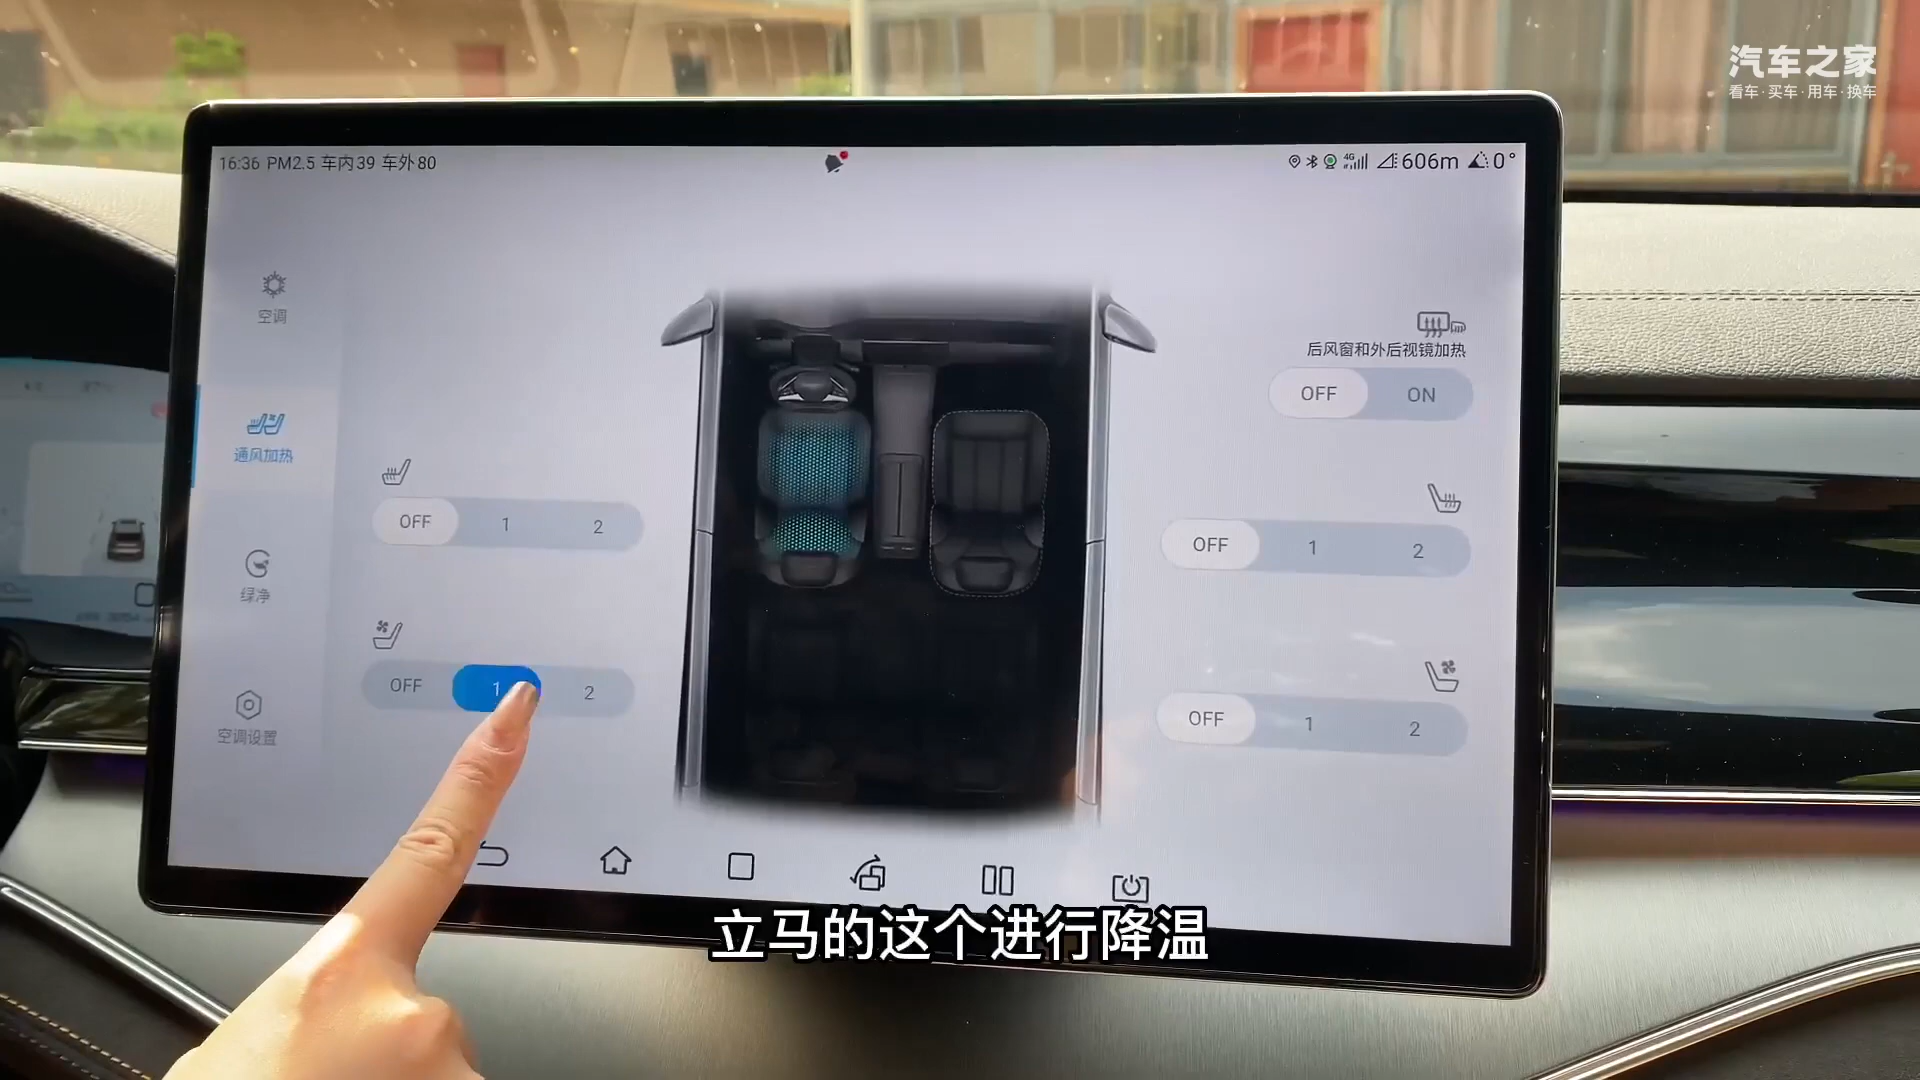 汽车之家
看车·买车·用车·换车
16:36 PM2.5 车内39 车外80
4G
606m
0°
空调
后风窗和外后视镜加热
OFF ON
通风加热
OFF 1 2
OFF 1 2
绿净
OFF 1 2
OFF 1 2
空调设置
立马的这个进行降温